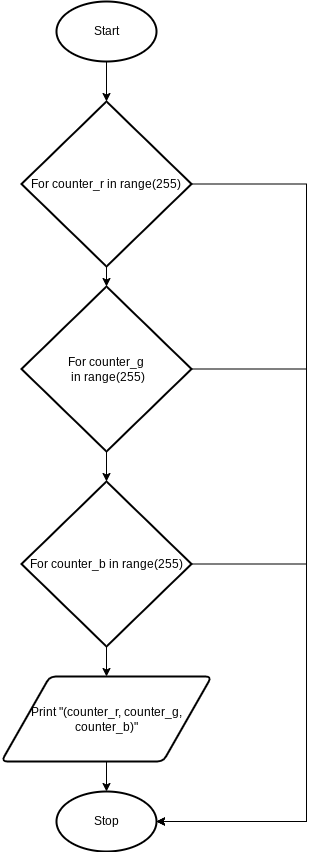 Start
For counter_r in range(255)
For counter_g
in range(255)
For counter_b in range(255)
Print "(counter_r, counter_g,
counter_b)"
Stop